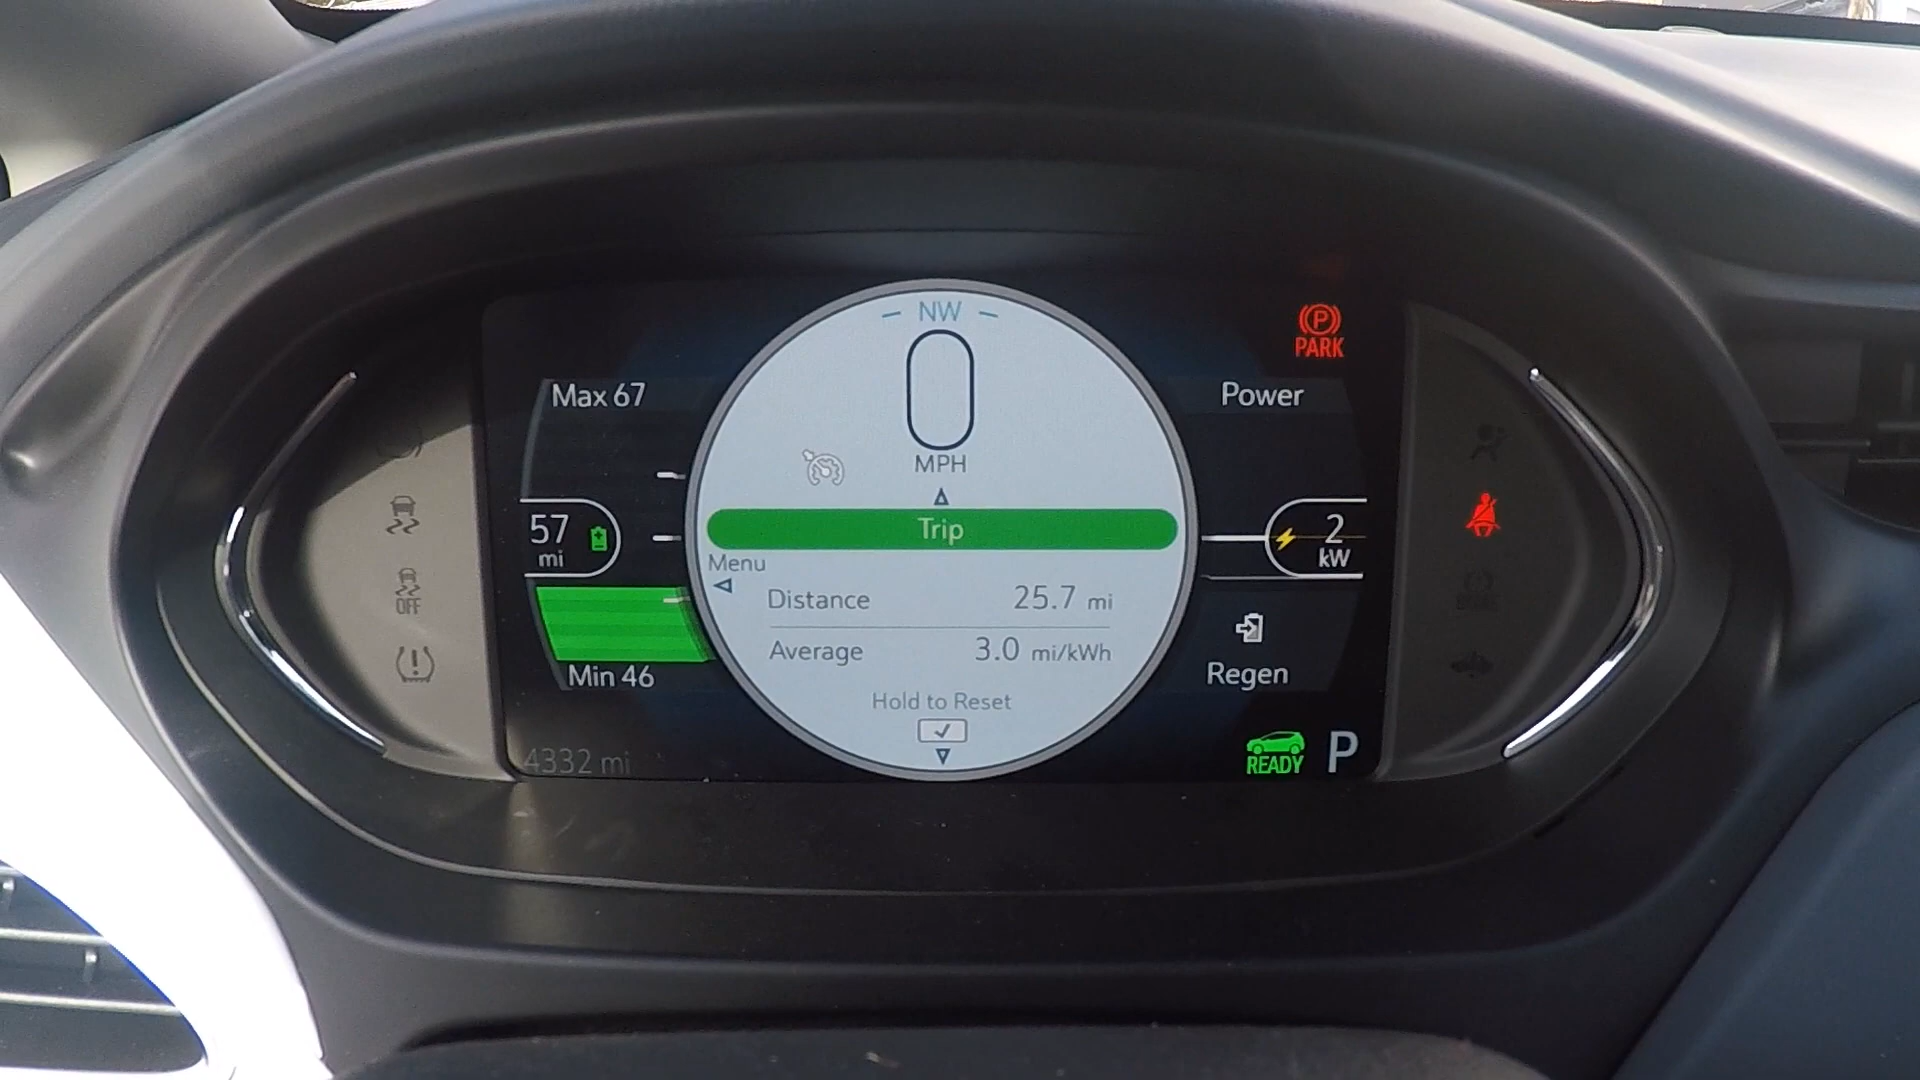 NW
0
MPH
PARK
Max 67
Power
57
mi
Trip
2
kW
Menu
Distance 25.7 mi
Average 3.0 mi/kWh
OFF
Min 46
Regen
Hold to Reset
4332 mi
READY
P